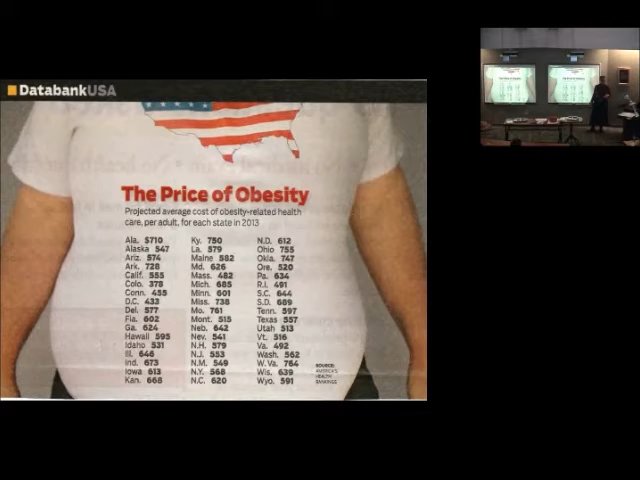 DatabankUSA
The Price of Obesity
Projected average cost of obesity-related health
care, per adult, for each state in 2013
Ala. $710
Alaska 547
Ariz. 574
Ark. 728
Calif. 555
Colo. 378
Conn. 455
D.C. 433
Del. 577
Fla. 602
Ga. 624
Hawaii 595
Idaho 531
Ill. 646
Ind. 673
Iowa 613
Kan. 668
Ky. 750
La. 579
Maine 582
Md. 626
Mass. 482
Mich. 685
Minn. 601
Miss. 738
Mo. 761
Mont. 515
Neb. 642
Nev. 541
N.H. 579
N.J. 553
N.M. 549
N.Y. 568
N.C. 620
N.D. 612
Ohio 755
Okla. 747
Ore. 520
Pa. 634
R.I. 491
S.C. 644
S.D. 689
Tenn. 597
Texas 557
Utah 513
Vt. 516
Va. 492
Wash. 562
W.Va. 764
Wis. 639
Wyo. 591
SOURCE:
AMERICA'S
HEALTH
RANKINGS